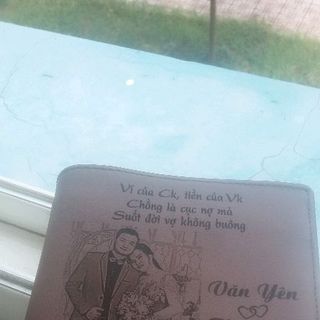 Ví của Ck, tiền của Vk
Chồng là cục nợ mà
Suốt đời vợ không buông
Văn Yên